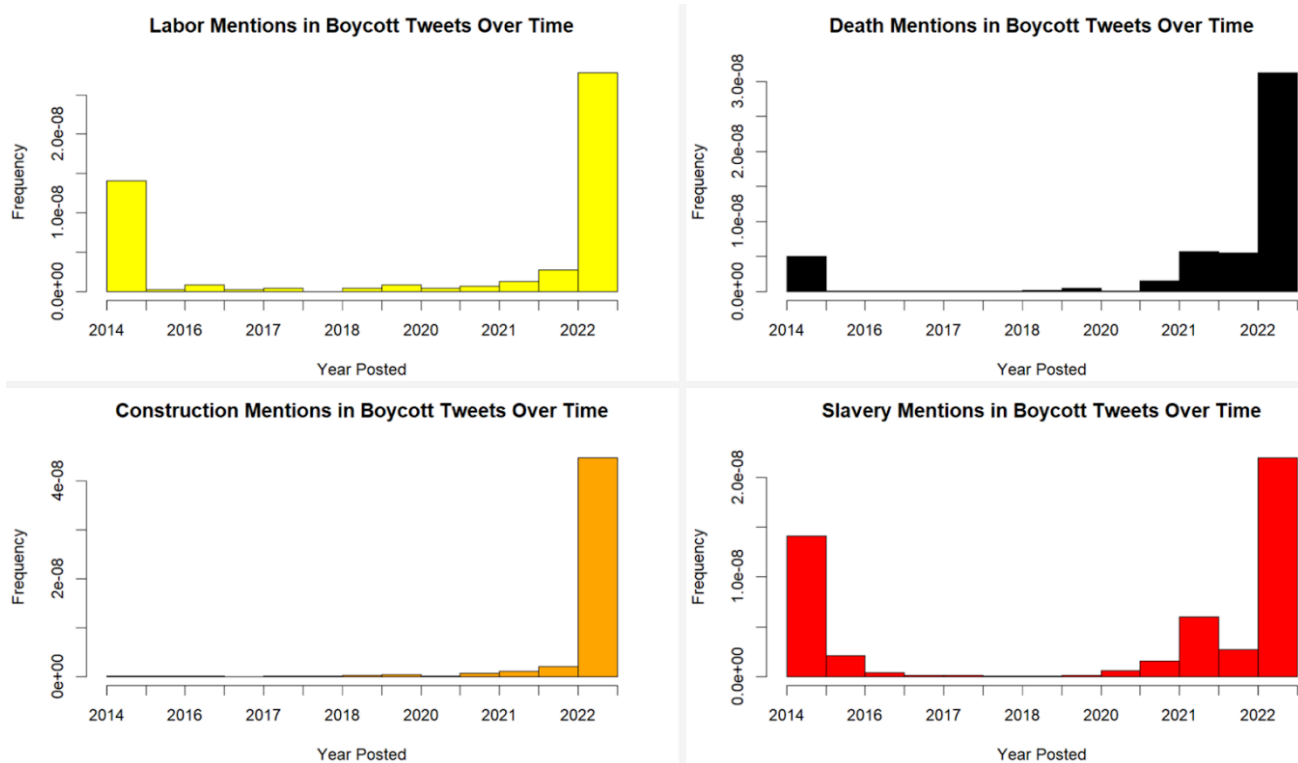 Labor Mentions in Boycott Tweets Over Time
Frequency
2.0e-08
1.0e-08
0.0e+00
2014 2016 2017 2018 2020 2021 2022
Year Posted
Death Mentions in Boycott Tweets Over Time
Frequency
3.0e-08
2.0e-08
1.0e-08
0.0e+00
2014 2016 2017 2018 2020 2021 2022
Year Posted
Construction Mentions in Boycott Tweets Over Time
Frequency
4e-08
2e-08
0e+00
2014 2016 2017 2018 2020 2021 2022
Year Posted
Slavery Mentions in Boycott Tweets Over Time
Frequency
2.0e-08
1.0e-08
0.0e+00
2014 2016 2017 2018 2020 2021 2022
Year Posted